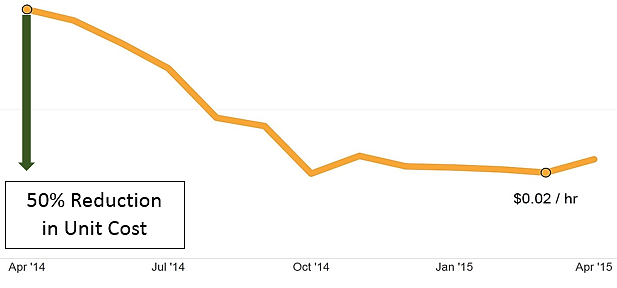 50% Reduction
in Unit Cost
$0.02 / hr
Apr '14
Jul '14
Oct '14
Jan '15
Apr '15